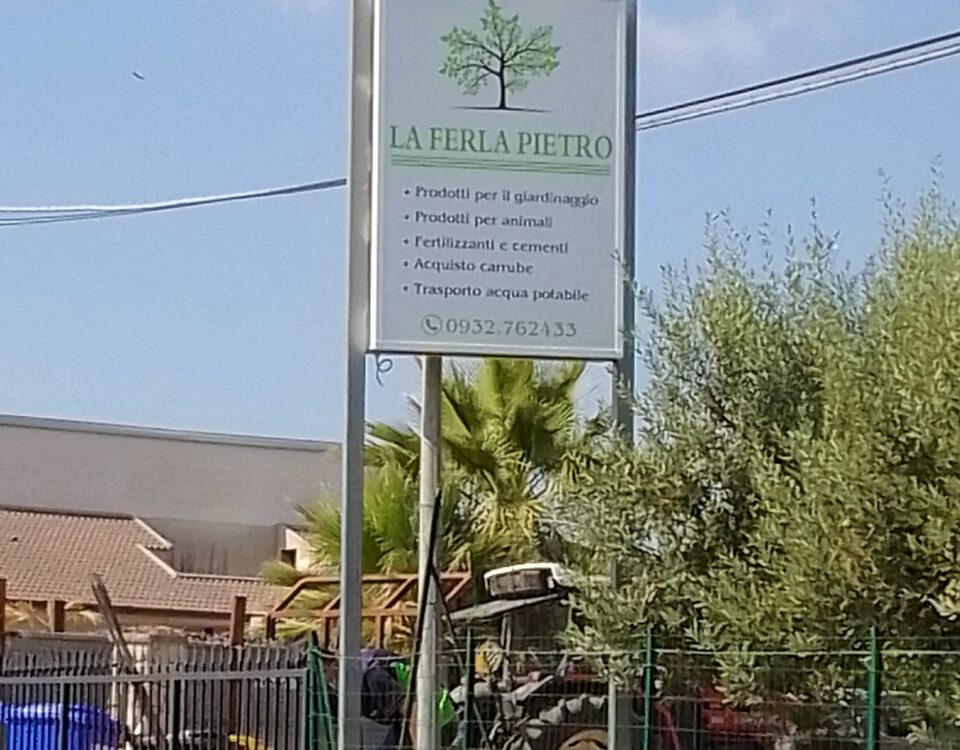 LA FERLA PIETRO
• Prodotti per il giardinaggio
• Prodotti per animali
• Fertilizzanti e cementi
• Acquisto carrube
• Trasporto acqua potabile
0932.762433